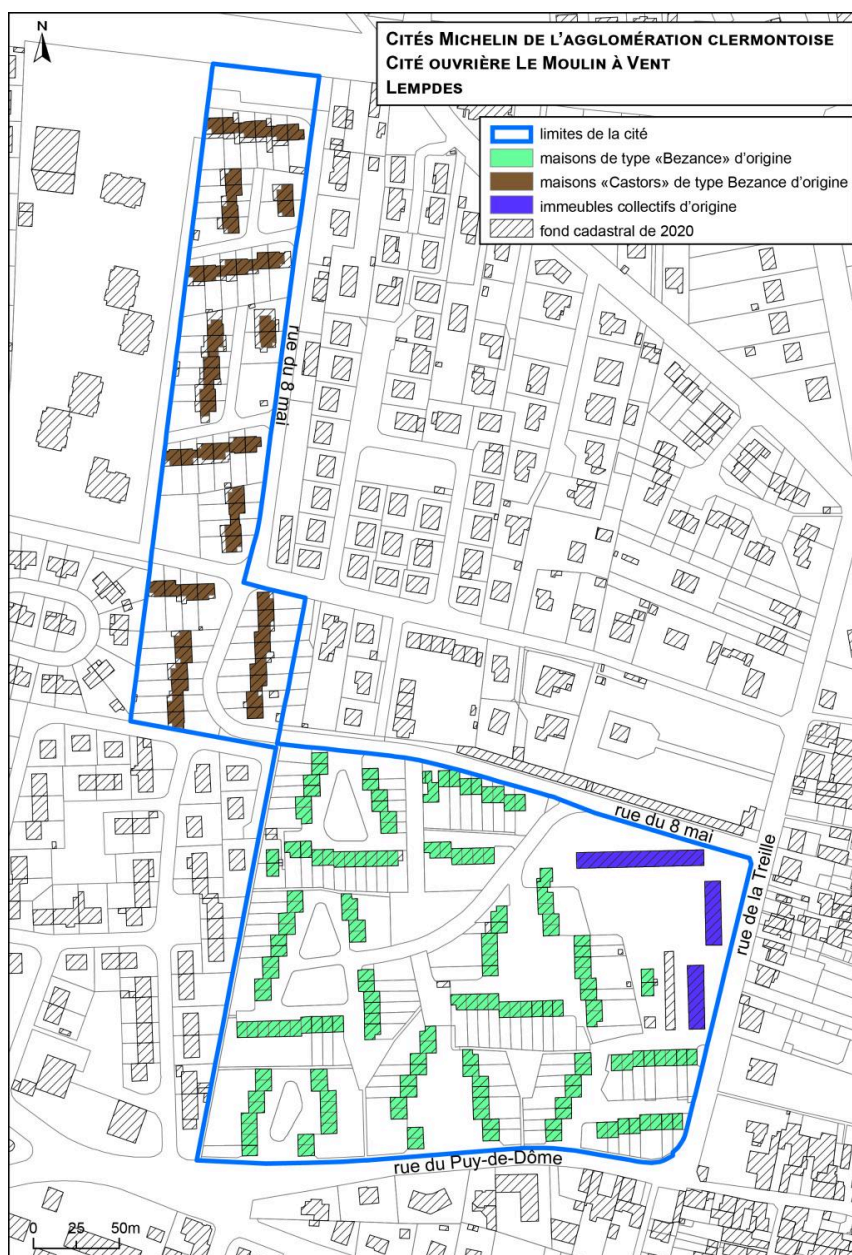 N
CITÉS MICHELIN DE L'AGGLOMÉRATION CLERMONTOISE
CITÉ OUVRIÈRE LE MOULIN À VENT
LEMPDES
limites de la cité
maisons de type «Bezance» d'origine
maisons «Castors» de type Bezance d'origine
immeubles collectifs d'origine
fond cadastral de 2020
rue du 8 mai
rue du 8 mai
rue de la Treille
rue du Puy-de-Dôme
0 25 50m